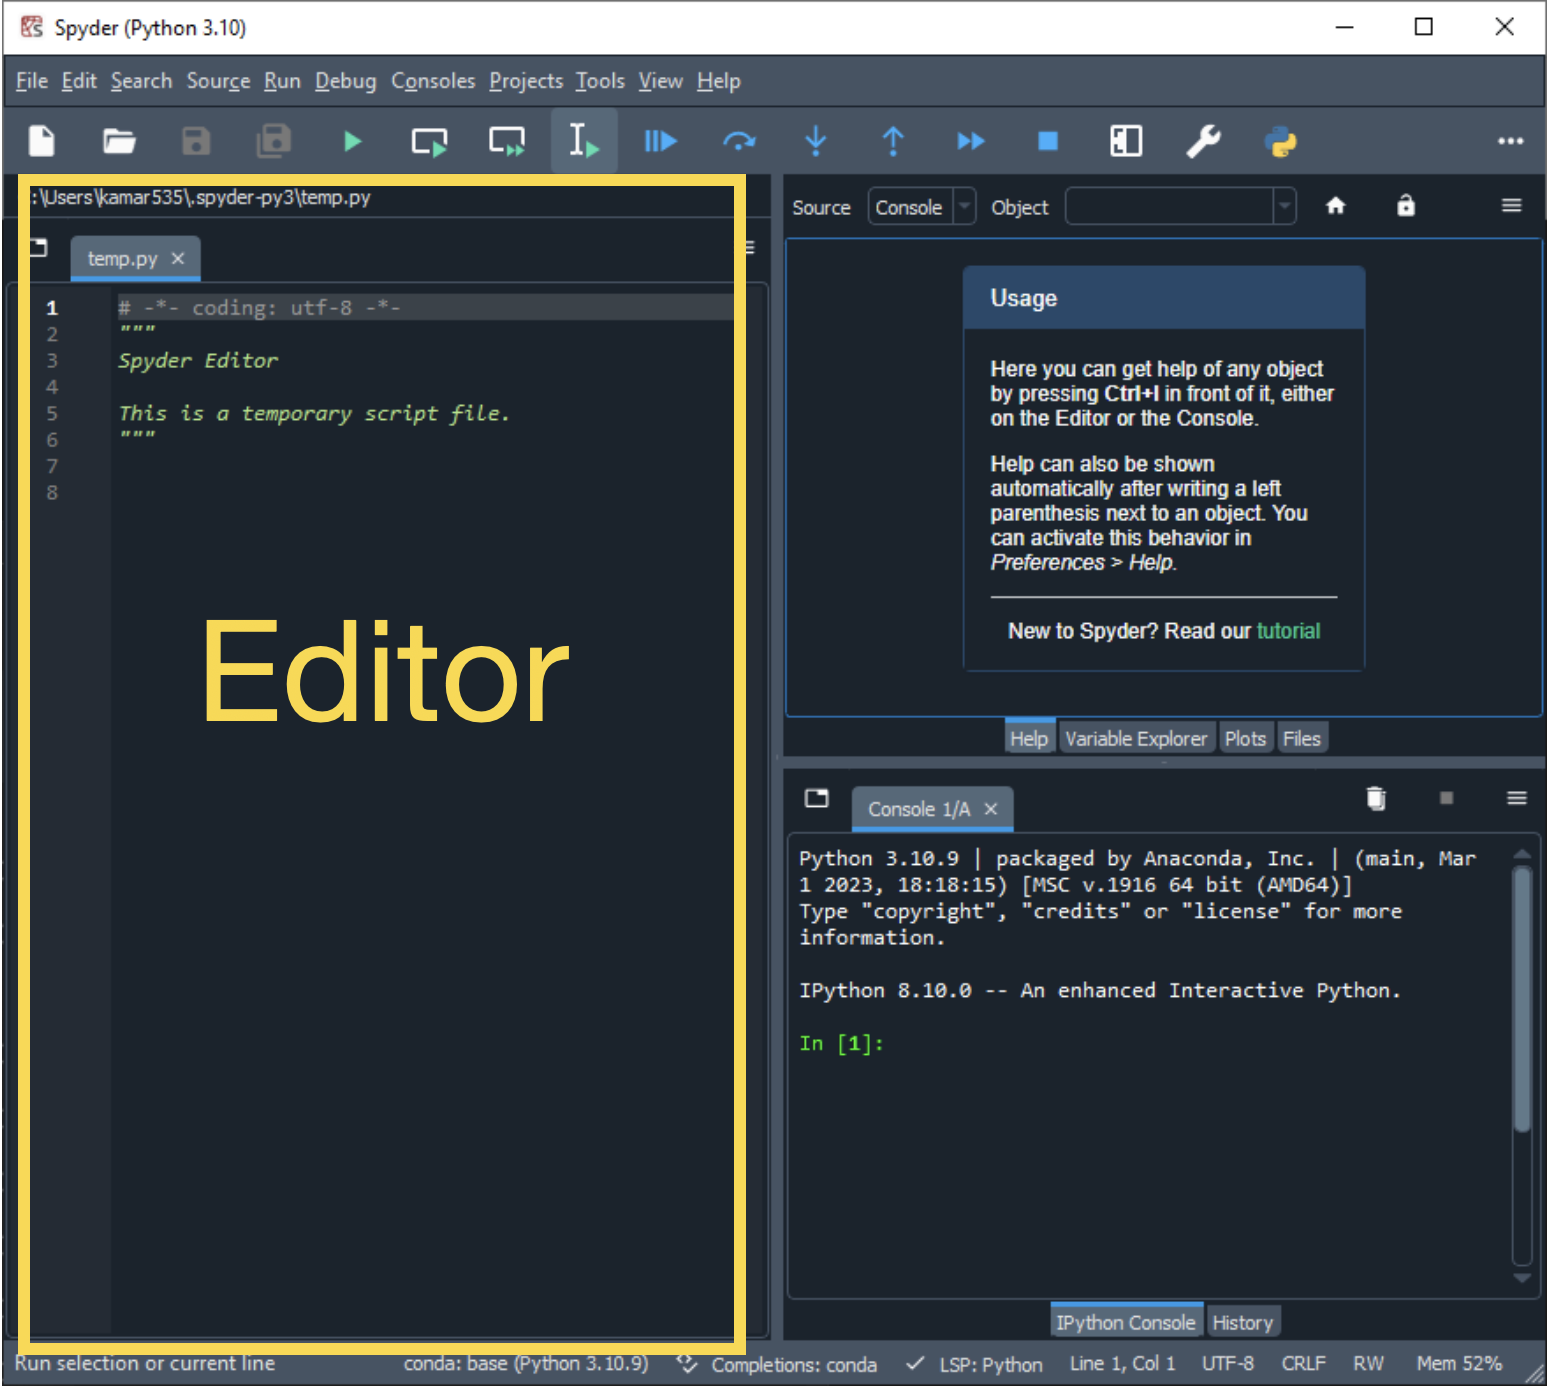 Spyder (Python 3.10)
File Edit Search Source Run Debug Consoles Projects Tools View Help
:\Users\kamar535\.spyder-py3\temp.py
temp.py
1 # -*- coding: utf-8 -*-
2 """
3 Spyder Editor
4
5 This is a temporary script file.
6 """
7
8
Editor
Source Console Object
Usage
Here you can get help of any object
by pressing Ctrl+I in front of it, either
on the Editor or the Console.
Help can also be shown
automatically after writing a left
parenthesis next to an object. You
can activate this behavior in
Preferences > Help.
New to Spyder? Read our tutorial
Help Variable Explorer Plots Files
Console 1/A
Python 3.10.9 | packaged by Anaconda, Inc. | (main, Mar
1 2023, 18:18:15) [MSC v.1916 64 bit (AMD64)]
Type "copyright", "credits" or "license" for more
information.
IPython 8.10.0 -- An enhanced Interactive Python.
In [1]:
IPython Console History
Run selection or current line conda: base (Python 3.10.9) Completions: conda LSP: Python Line 1, Col 1 UTF-8 CRLF RW Mem 52%